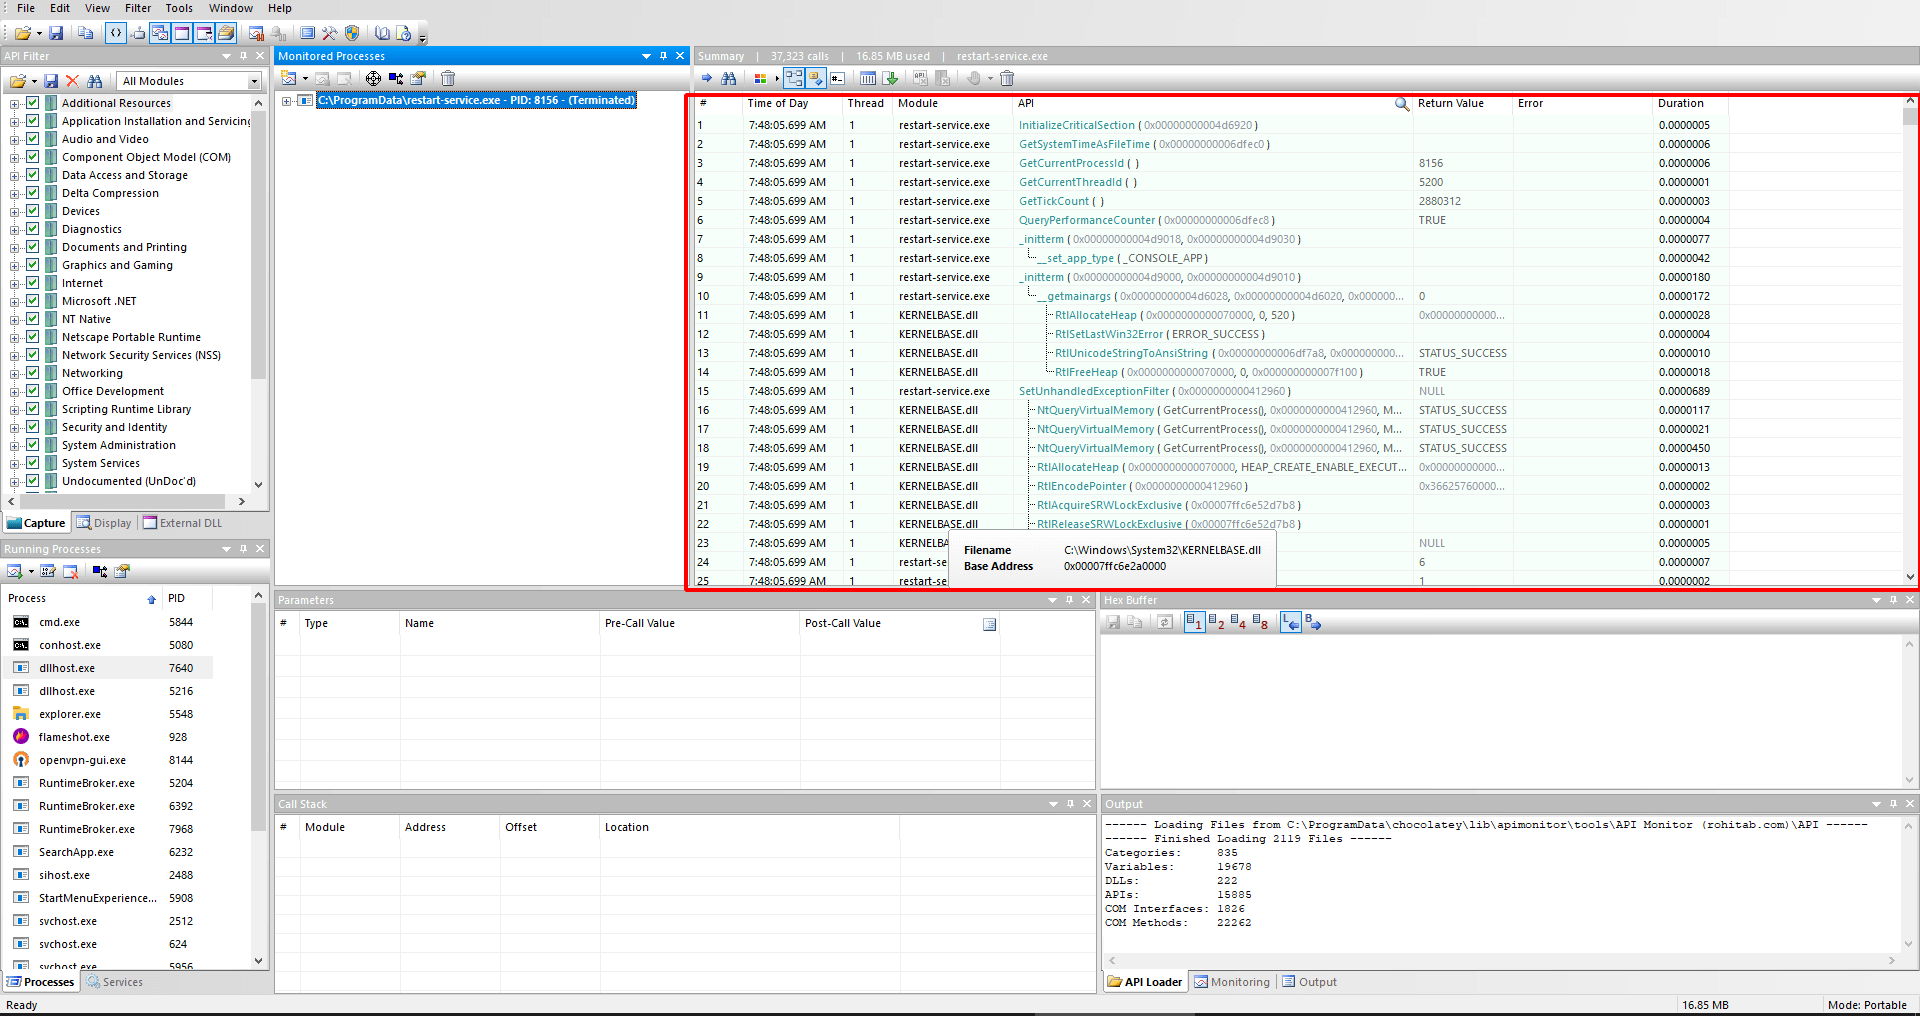 File Edit View Filter Tools Window Help
API Filter
All Modules
Additional Resources
Application Installation and Servicing
Audio and Video
Component Object Model (COM)
Data Access and Storage
Delta Compression
Devices
Diagnostics
Documents and Printing
Graphics and Gaming
Internet
Microsoft .NET
NT Native
Netscape Portable Runtime
Network Security Services (NSS)
Networking
Office Development
Scripting Runtime Library
Security and Identity
System Administration
System Services
Undocumented (UnDoc'd)
Capture Display External DLL
Running Processes
Process PID
cmd.exe 5844
conhost.exe 5080
dllhost.exe 7640
dllhost.exe 5216
explorer.exe 5548
flameshot.exe 928
openvpn-gui.exe 8144
RuntimeBroker.exe 5204
RuntimeBroker.exe 6392
RuntimeBroker.exe 7968
SearchApp.exe 6232
sihost.exe 2488
StartMenuExperience... 5908
svchost.exe 2512
svchost.exe 624
svchost.exe 5956
Processes Services
Monitored Processes
C:\ProgramData\restart-service.exe - PID: 8156 - (Terminated)
Summary | 37,323 calls | 16.85 MB used | restart-service.exe
# Time of Day Thread Module API Return Value Error Duration
1 7:48:05.699 AM 1 restart-service.exe InitializeCriticalSection ( 0x00000000004d6920 ) 0.0000005
2 7:48:05.699 AM 1 restart-service.exe GetSystemTimeAsFileTime ( 0x00000000006dfec0 ) 0.0000006
3 7:48:05.699 AM 1 restart-service.exe GetCurrentProcessId ( ) 8156 0.0000006
4 7:48:05.699 AM 1 restart-service.exe GetCurrentThreadId ( ) 5200 0.0000001
5 7:48:05.699 AM 1 restart-service.exe GetTickCount ( ) 2880312 0.0000003
6 7:48:05.699 AM 1 restart-service.exe QueryPerformanceCounter ( 0x00000000006dfec8 ) TRUE 0.0000004
7 7:48:05.699 AM 1 restart-service.exe _initterm ( 0x00000000004d9018, 0x00000000004d9030 ) 0.0000077
8 7:48:05.699 AM 1 restart-service.exe __set_app_type ( _CONSOLE_APP ) 0.0000042
9 7:48:05.699 AM 1 restart-service.exe _initterm ( 0x00000000004d9000, 0x00000000004d9010 ) 0.0000180
10 7:48:05.699 AM 1 restart-service.exe __getmainargs ( 0x00000000004d6028, 0x00000000004d6020, 0x000000... 0 0.0000172
11 7:48:05.699 AM 1 KERNELBASE.dll RtlAllocateHeap ( 0x0000000000070000, 0, 520 ) 0x00000000000... 0.0000028
12 7:48:05.699 AM 1 KERNELBASE.dll RtlSetLastWin32Error ( ERROR_SUCCESS ) 0.0000004
13 7:48:05.699 AM 1 KERNELBASE.dll RtlUnicodeStringToAnsiString ( 0x00000000006df7a8, 0x000000000... STATUS_SUCCESS 0.0000010
14 7:48:05.699 AM 1 KERNELBASE.dll RtlFreeHeap ( 0x0000000000070000, 0, 0x000000000007f100 ) TRUE 0.0000018
15 7:48:05.699 AM 1 restart-service.exe SetUnhandledExceptionFilter ( 0x0000000000412960 ) NULL 0.0000689
16 7:48:05.699 AM 1 KERNELBASE.dll NtQueryVirtualMemory ( GetCurrentProcess(), 0x0000000000412960, M... STATUS_SUCCESS 0.0000117
17 7:48:05.699 AM 1 KERNELBASE.dll NtQueryVirtualMemory ( GetCurrentProcess(), 0x0000000000412960, M... STATUS_SUCCESS 0.0000021
18 7:48:05.699 AM 1 KERNELBASE.dll NtQueryVirtualMemory ( GetCurrentProcess(), 0x0000000000412960, M... STATUS_SUCCESS 0.0000450
19 7:48:05.699 AM 1 KERNELBASE.dll RtlAllocateHeap ( 0x0000000000070000, HEAP_CREATE_ENABLE_EXECUT... 0x00000000000... 0.0000013
20 7:48:05.699 AM 1 KERNELBASE.dll RtlEncodePointer ( 0x0000000000412960 ) 0x36625760000... 0.0000002
21 7:48:05.699 AM 1 KERNELBASE.dll RtlAcquireSRWLockExclusive ( 0x00007ffc6e52d7b8 ) 0.0000003
22 7:48:05.699 AM 1 KERNELBASE.dll RtlReleaseSRWLockExclusive ( 0x00007ffc6e52d7b8 ) 0.0000001
23 7:48:05.699 AM 1 KERNELB NULL 0.0000005
24 7:48:05.699 AM 1 restart-se 6 0.0000007
25 7:48:05.699 AM 1 restart-se 1 0.0000002
Filename C:\Windows\System32\KERNELBASE.dll
Base Address 0x00007ffc6e2a0000
Parameters
# Type Name Pre-Call Value Post-Call Value
Hex Buffer
1 2 4 8 L B
Call Stack
# Module Address Offset Location
Output
------ Loading Files from C:\ProgramData\chocolatey\lib\apimonitor\tools\API Monitor (rohitab.com)\API ------
------ Finished Loading 2119 Files ------
Categories: 835
Variables: 19678
DLLs: 222
APIs: 15885
COM Interfaces: 1826
COM Methods: 22262
API Loader Monitoring Output
Ready 16.85 MB Mode: Portable